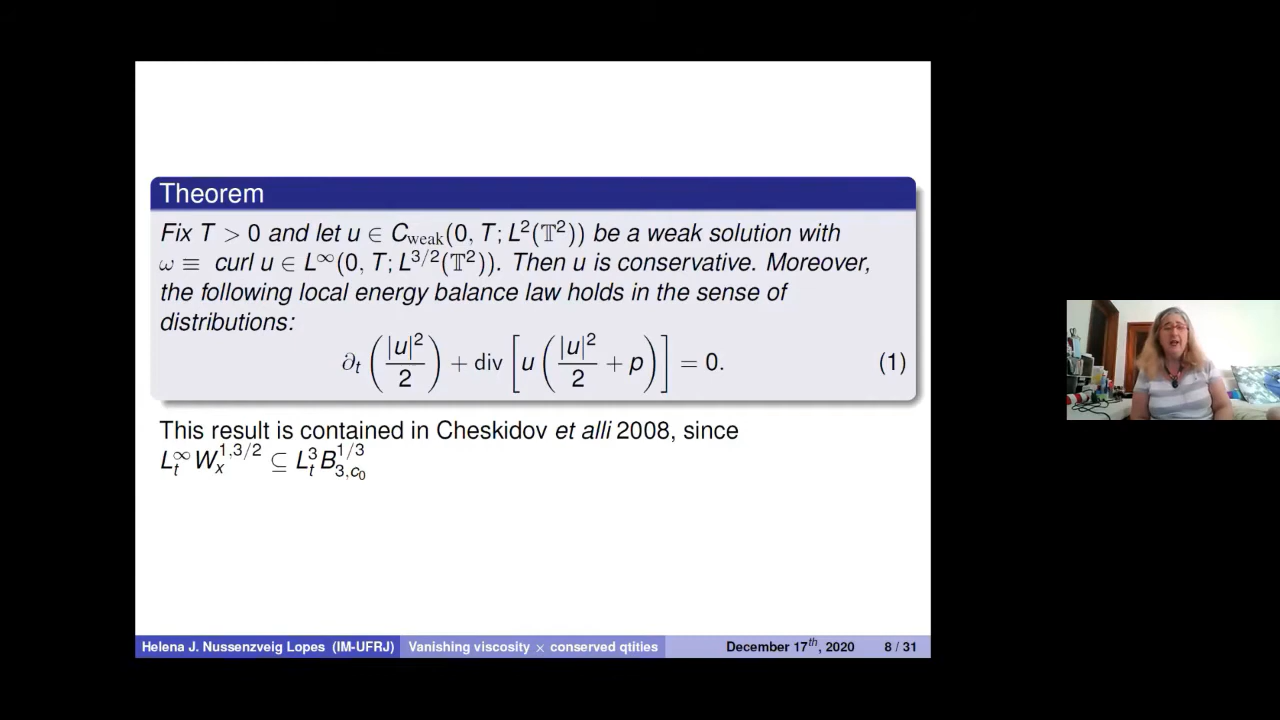 Theorem
Fix T > 0 and let u ∈ C_weak(0, T; L²(𝕋²)) be a weak solution with
ω ≡ curl u ∈ L^∞(0, T; L^{3/2}(𝕋²)). Then u is conservative. Moreover,
the following local energy balance law holds in the sense of
distributions:
∂_t (|u|²/2) + div [u (|u|²/2 + p)] = 0. (1)
This result is contained in Cheskidov et alli 2008, since
L_t^∞ W_x^{1,3/2} ⊆ L_t^3 B_{3,c_0}^{1/3}
Helena J. Nussenzveig Lopes (IM-UFRJ) Vanishing viscosity × conserved qtities December 17th, 2020 8 / 31